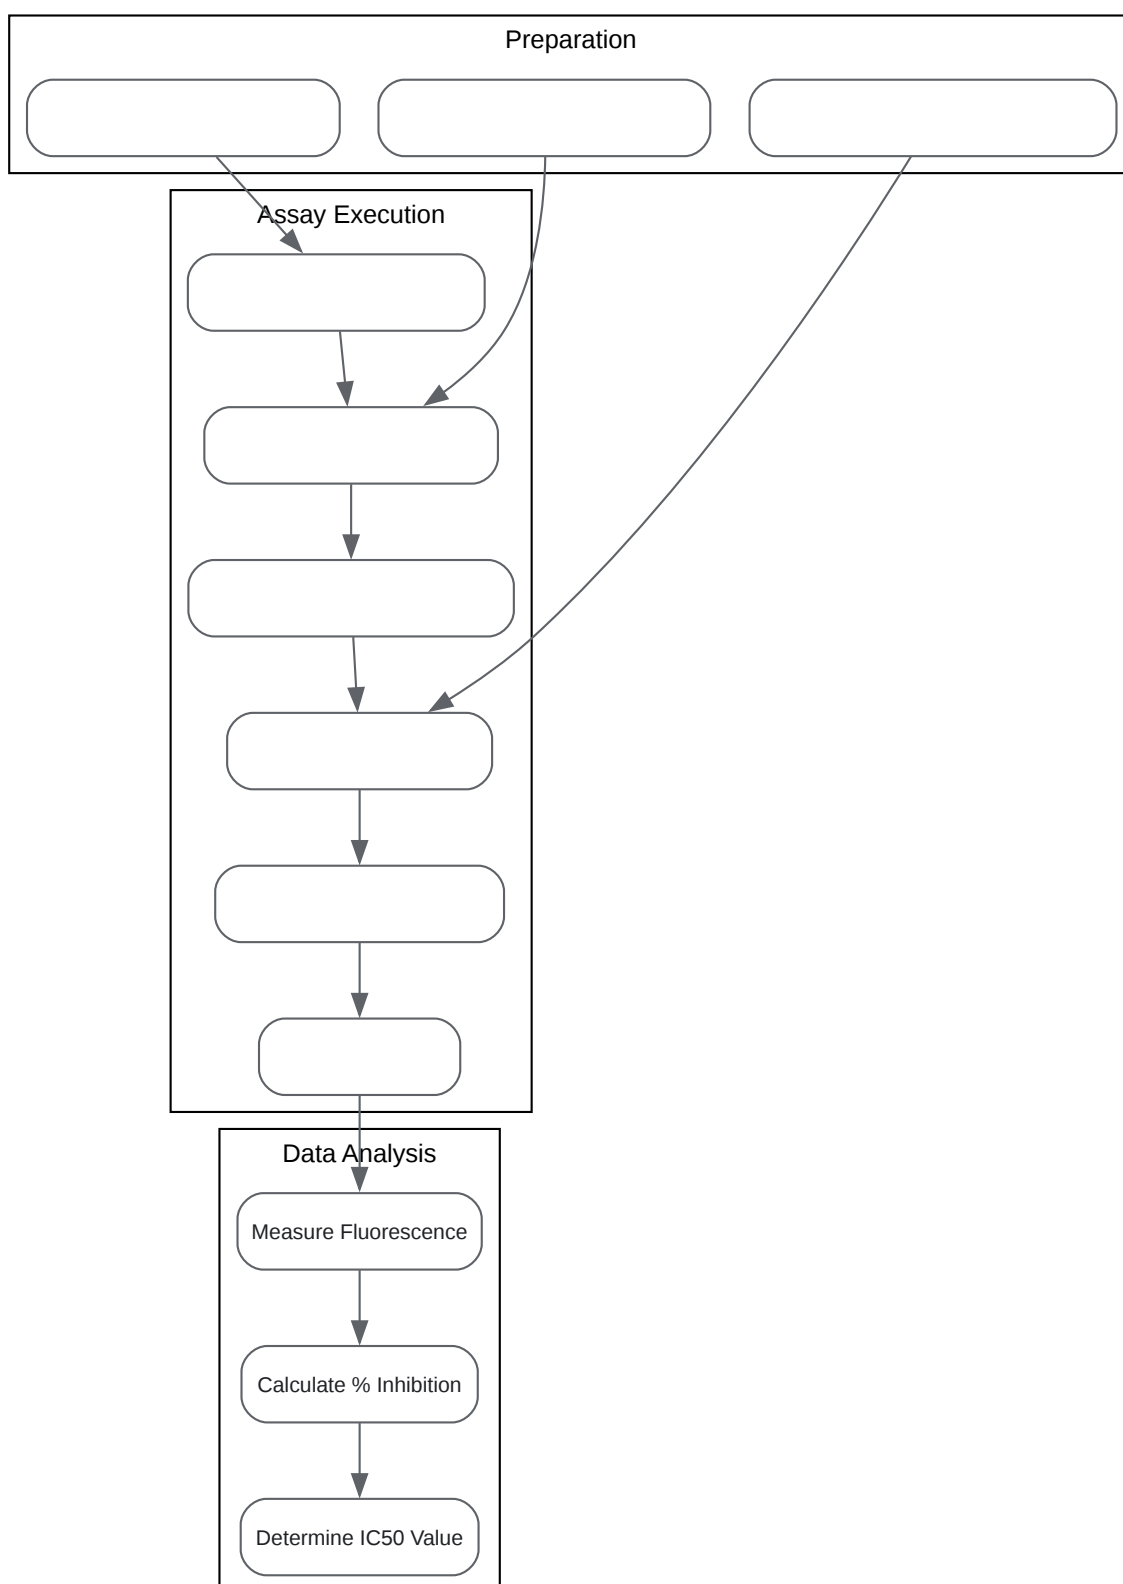 Preparation
Assay Execution
Data Analysis
Measure Fluorescence
Calculate % Inhibition
Determine IC50 Value